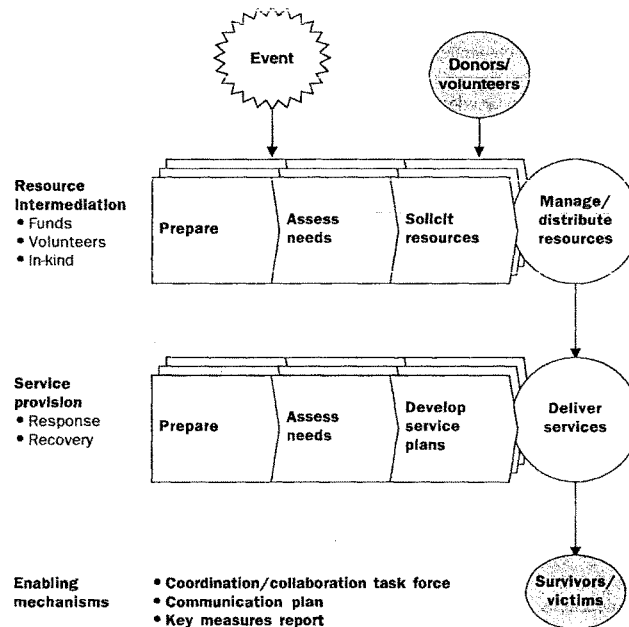 Event
Donors/
volunteers
Resource
Intermediation
• Funds
• Volunteers
• In-kind
Prepare
Assess
needs
Solicit
resources
Manage/
distribute
resources
Service
provision
• Response
• Recovery
Prepare
Assess
needs
Develop
service
plans
Deliver
services
Enabling
mechanisms
• Coordination/collaboration task force
• Communication plan
• Key measures report
Survivors/
victims